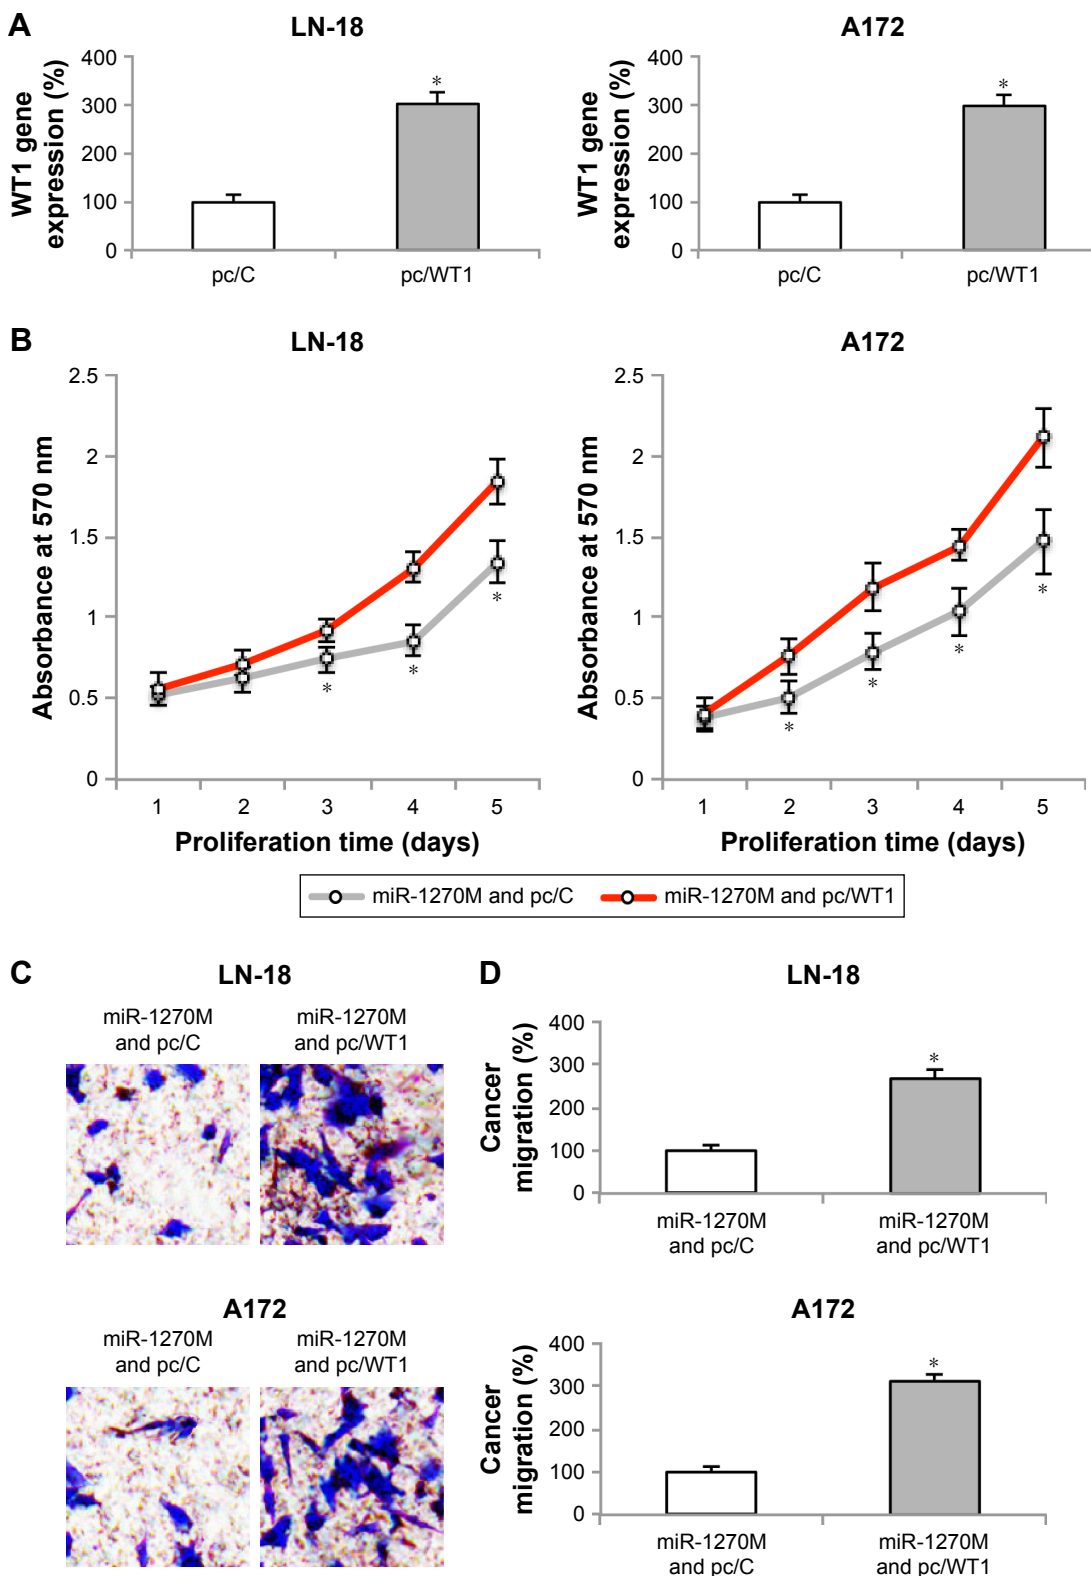 A
LN-18
A172
WT1 gene
expression (%)
400
300
200
100
0
*
pc/C
pc/WT1
WT1 gene
expression (%)
400
300
200
100
0
*
pc/C
pc/WT1
B
LN-18
A172
Absorbance at 570 nm
2.5
2
1.5
1
0.5
0
*
*
*
1 2 3 4 5
Proliferation time (days)
Absorbance at 570 nm
2.5
2
1.5
1
0.5
0
*
*
*
*
1 2 3 4 5
Proliferation time (days)
miR-1270M and pc/C
miR-1270M and pc/WT1
C
LN-18
miR-1270M
and pc/C
miR-1270M
and pc/WT1
A172
miR-1270M
and pc/C
miR-1270M
and pc/WT1
D
LN-18
Cancer
migration (%)
400
300
200
100
0
*
miR-1270M
and pc/C
miR-1270M
and pc/WT1
A172
Cancer
migration (%)
400
300
200
100
0
*
miR-1270M
and pc/C
miR-1270M
and pc/WT1